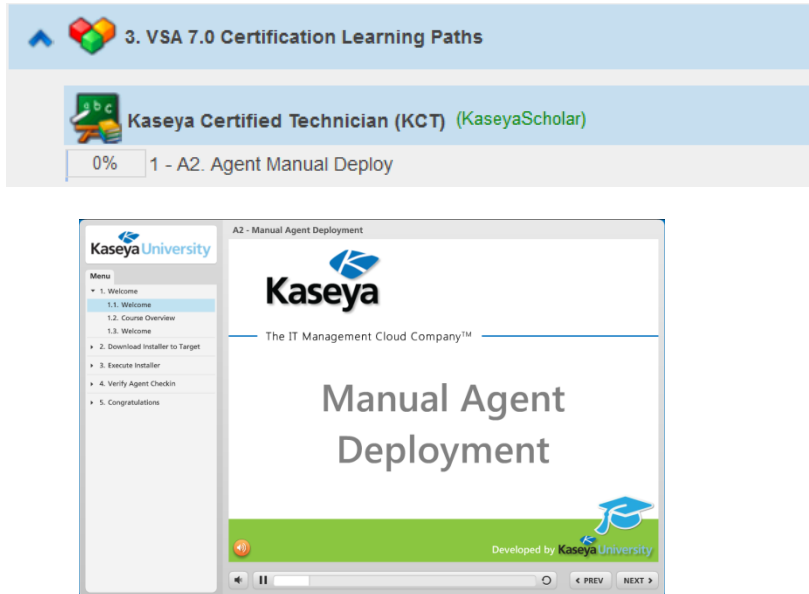 3. VSA 7.0 Certification Learning Paths
abc
Kaseya Certified Technician (KCT) (KaseyaScholar)
0% 1 - A2. Agent Manual Deploy
Kaseya University
Menu
1. Welcome
1.1. Welcome
1.2. Course Overview
1.3. Welcome
2. Download Installer to Target
3. Execute Installer
4. Verify Agent Checkin
5. Congratulations
A2 - Manual Agent Deployment
Kaseya
The IT Management Cloud Company™
Manual Agent
Deployment
Developed by Kaseya University
< PREV NEXT >